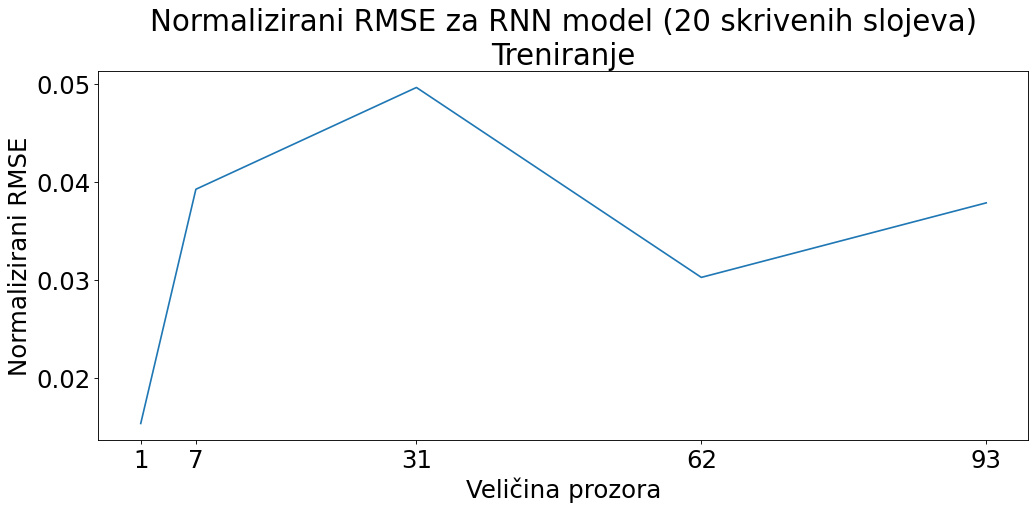 Normalizirani RMSE za RNN model (20 skrivenih slojeva)
Treniranje
Normalizirani RMSE
0.05
0.04
0.03
0.02
1 7 31 62 93
Veličina prozora